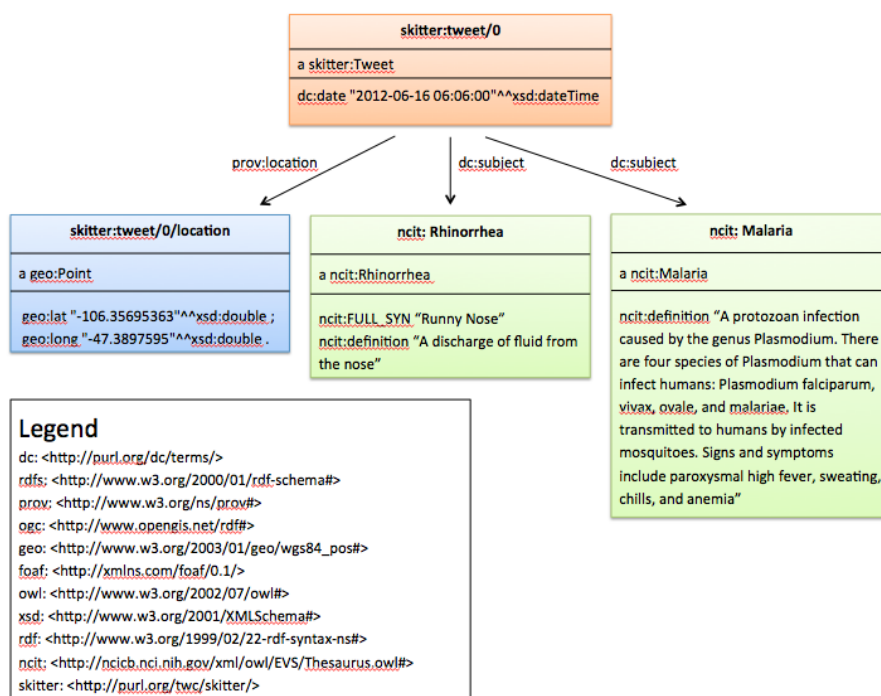 skitter:tweet/0
a skitter:Tweet
dc:date "2012-06-16 06:06:00"^^xsd:dateTime
prov:location
dc:subject
dc:subject
skitter:tweet/0/location
a geo:Point
geo:lat "-106.35695363"^^xsd:double ;
geo:long "-47.3897595"^^xsd:double .
ncit: Rhinorrhea
a ncit:Rhinorrhea
ncit:FULL_SYN “Runny Nose”
ncit:definition “A discharge of fluid from
the nose”
ncit: Malaria
a ncit:Malaria
ncit:definition “A protozoan infection
caused by the genus Plasmodium. There
are four species of Plasmodium that can
infect humans: Plasmodium falciparum,
vivax, ovale, and malariae. It is
transmitted to humans by infected
mosquitoes. Signs and symptoms
include paroxysmal high fever, sweating,
chills, and anemia”
Legend
dc: <http://purl.org/dc/terms/>
rdfs: <http://www.w3.org/2000/01/rdf-schema#>
prov: <http://www.w3.org/ns/prov#>
ogc: <http://www.opengis.net/rdf#>
geo: <http://www.w3.org/2003/01/geo/wgs84_pos#>
foaf: <http://xmlns.com/foaf/0.1/>
owl: <http://www.w3.org/2002/07/owl#>
xsd: <http://www.w3.org/2001/XMLSchema#>
rdf: <http://www.w3.org/1999/02/22-rdf-syntax-ns#>
ncit: <http://ncicb.nci.nih.gov/xml/owl/EVS/Thesaurus.owl#>
skitter: <http://purl.org/twc/skitter/>